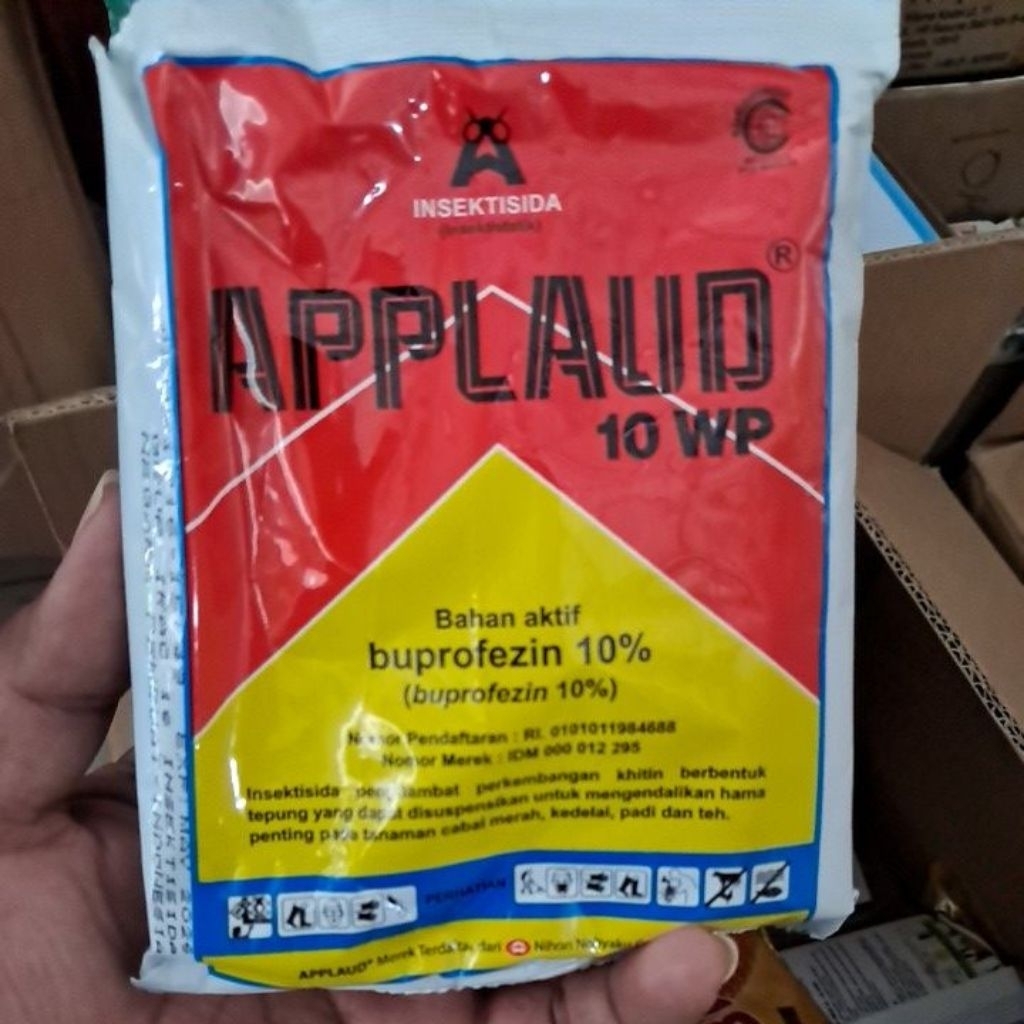 INSEKTISIDA
APPLAUD®
10 WP
Bahan aktif
buprofezin 10%
(buprofezin 10%)
Nomor Pendaftaran : RI. 0101011984688
Nomor Merek : IDM 000 012 295
Insektisida penghambat perkembangan khitin berbentuk
tepung yang dapat disuspensikan untuk mengendalikan hama
penting pada tanaman cabai merah, kedelai, padi dan teh.
PERHATIAN
APPLAUD® Merek Terdaftar dari Nihon Nohyaku